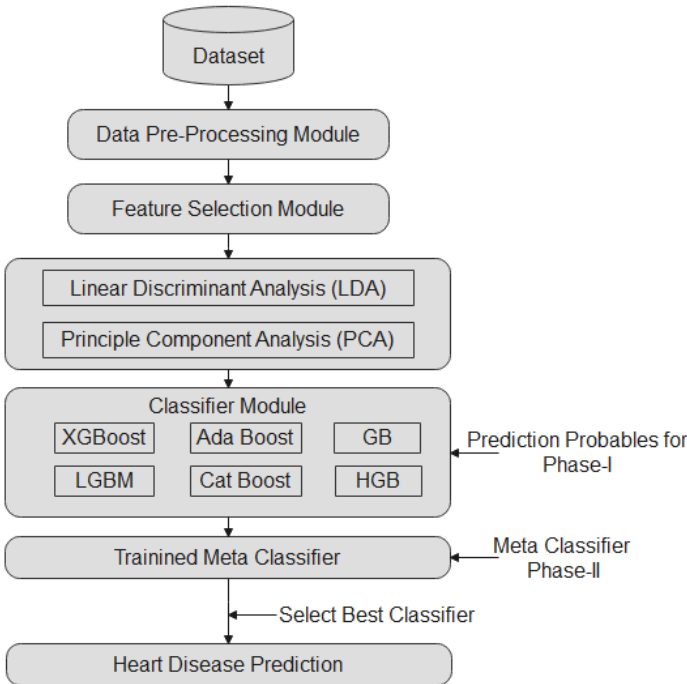 Dataset
Data Pre-Processing Module
Feature Selection Module
Linear Discriminant Analysis (LDA)
Principle Component Analysis (PCA)
Classifier Module
XGBoost
Ada Boost
GB
LGBM
Cat Boost
HGB
Prediction Probables for
Phase-I
Trainined Meta Classifier
Meta Classifier
Phase-II
Select Best Classifier
Heart Disease Prediction